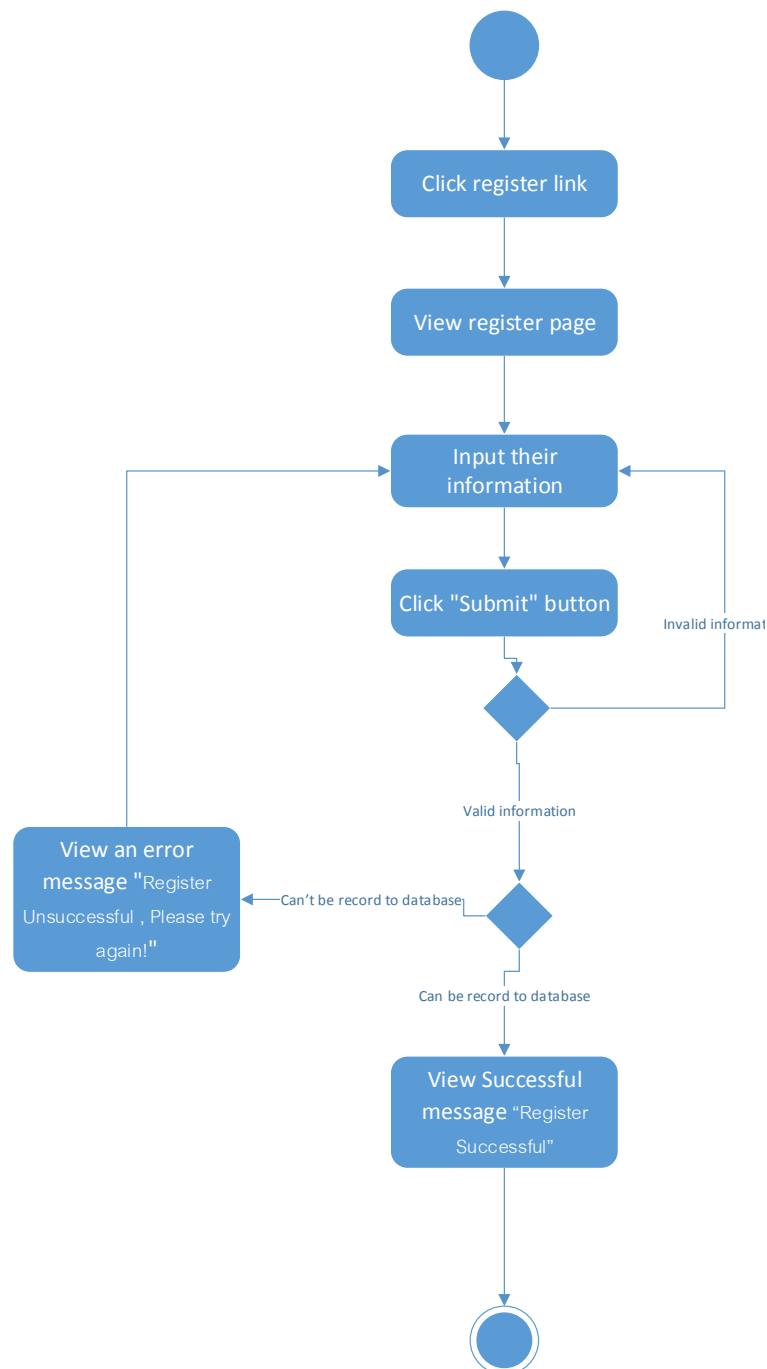 Click register link
View register page
Input their
information
Click "Submit" button
Invalid informat
Valid information
View an error
message "Register
Unsuccessful , Please try
again!"
Can't be record to database
Can be record to database
View Successful
message “Register
Successful”